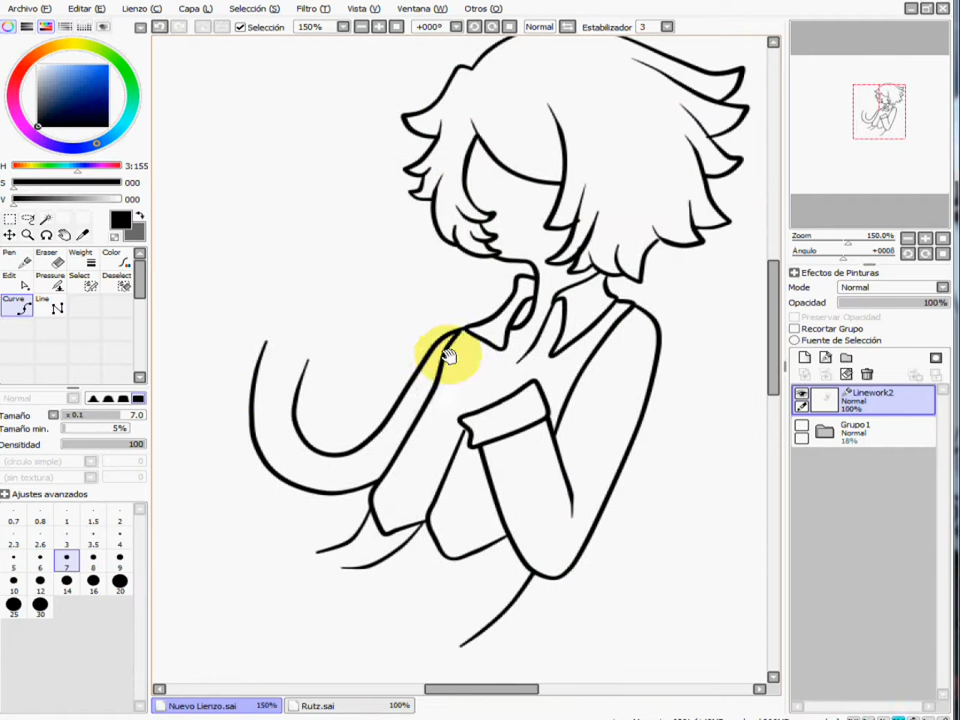 Archivo (F) Editar (E) Lienzo (C) Capa (L) Selección (S) Filtro (T) Vista (V) Ventana (W) Otros (O)
Selección 150% +000º Normal Estabilizador 3
H 3:155
S 000
V 000
Pen Eraser Weight Color
Edit Pressure Select Deselect
Curve Line
Normal
Tamaño x 0.1 7.0
Tamaño min. 5%
Densidad 100
(círculo simple) 0
(sin textura) 0
Ajustes avanzados
0.7 0.8 1 1.5 2
2.3 2.6 3 3.5 4
5 6 7 8 9
10 12 14 16 20
25 30
Nuevo Lienzo.sai 150% Rutz.sai 100%
Zoom 150.0%
Ángulo +000ß
Efectos de Pinturas
Mode Normal
Opacidad 100%
Preservar Opacidad
Recortar Grupo
Fuente de Selección
Linework2
Normal
100%
Grupo1
Normal
18%